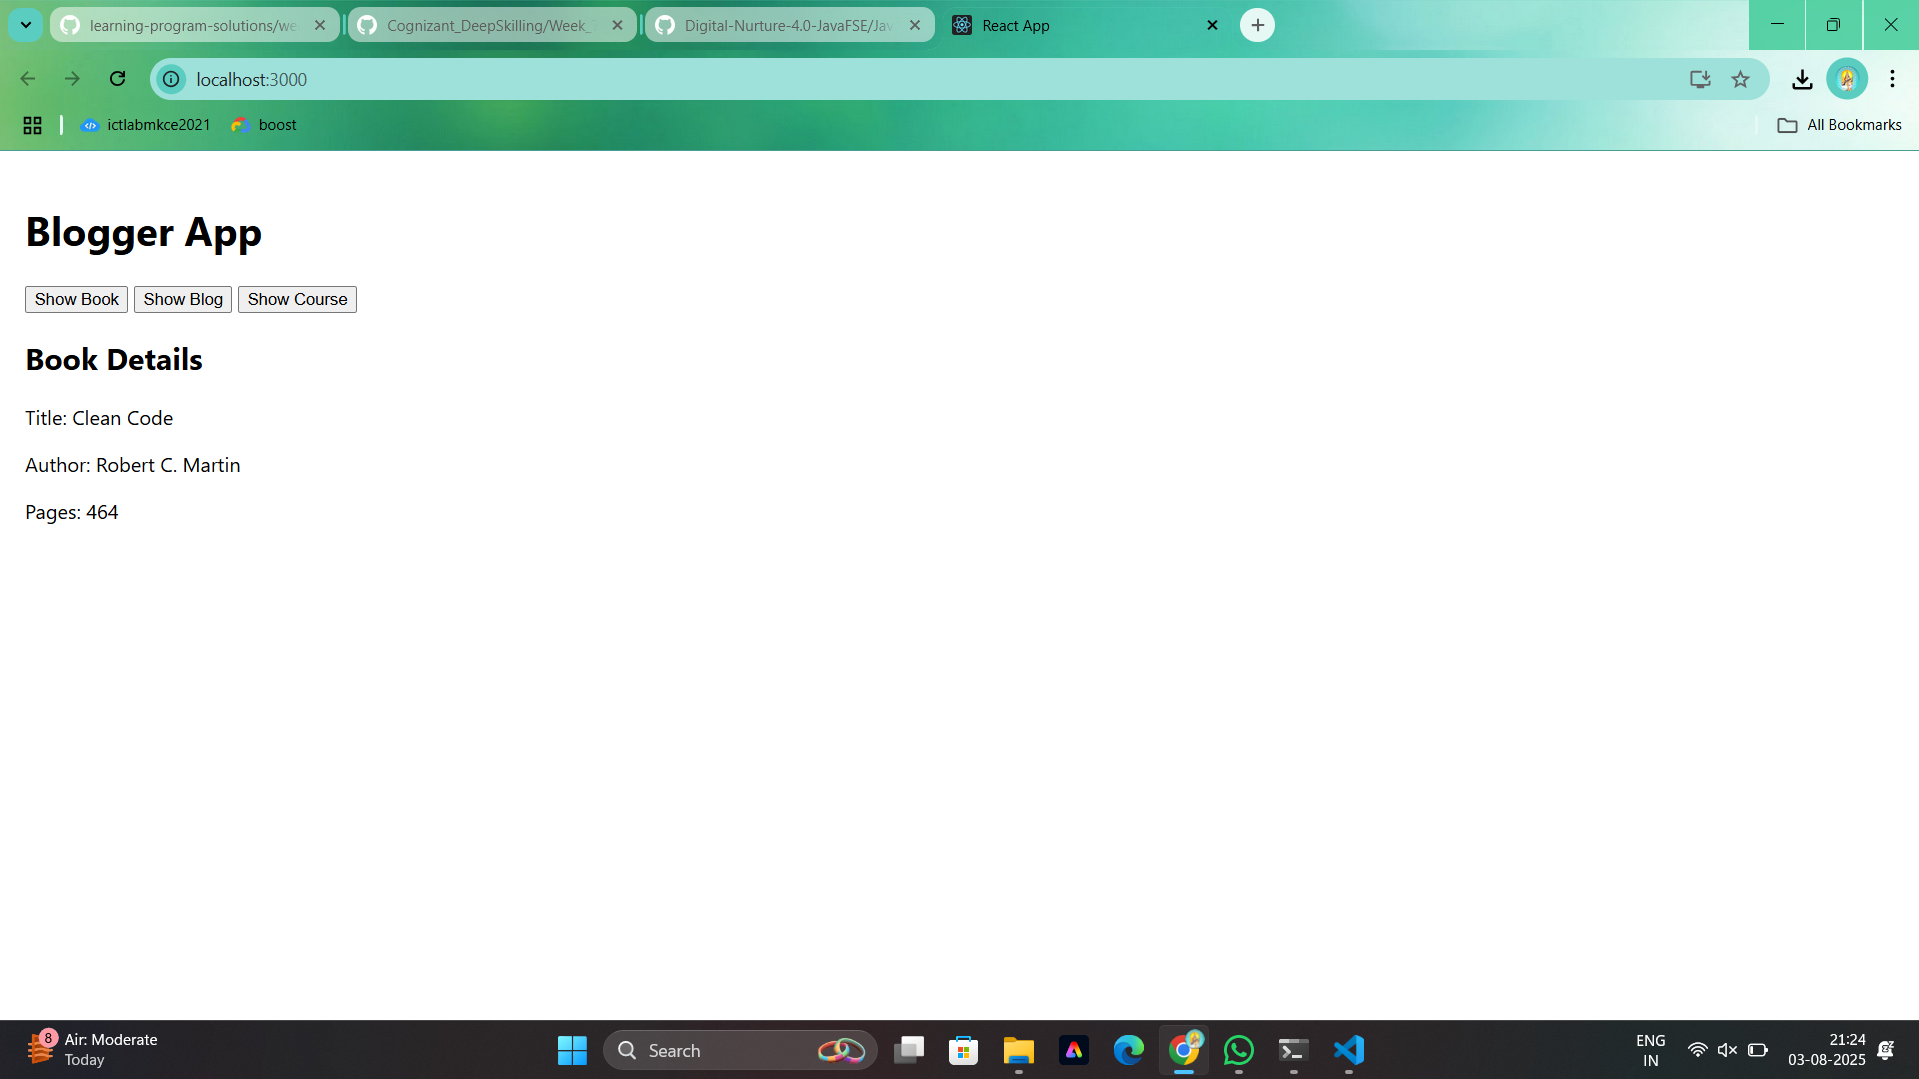 learning-program-solutions/we
Cognizant_DeepSkilling/Week_
Digital-Nurture-4.0-JavaFSE/Jav
React App
localhost:3000
ictlabmkce2021
boost
All Bookmarks
Blogger App
Show Book
Show Blog
Show Course
Book Details
Title: Clean Code
Author: Robert C. Martin
Pages: 464
8
Air: Moderate
Today
Search
ENG
IN
21:24
03-08-2025